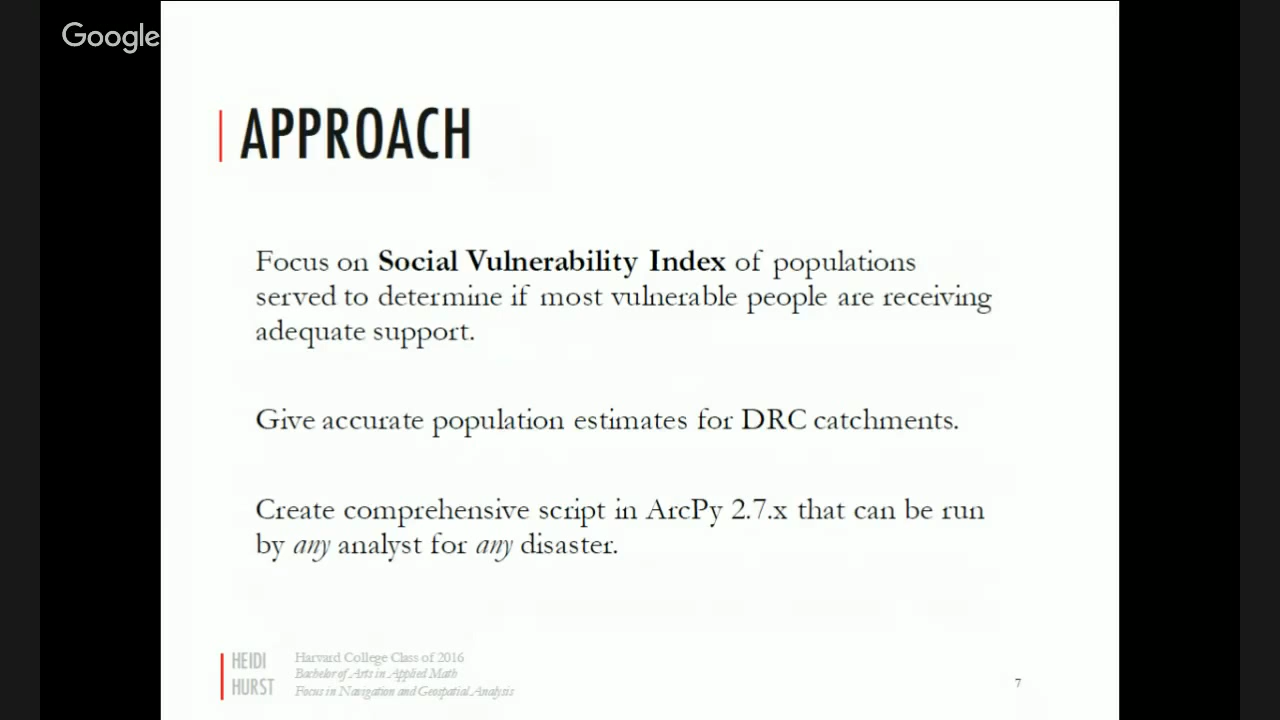 Google
APPROACH
Focus on Social Vulnerability Index of populations
served to determine if most vulnerable people are receiving
adequate support.
Give accurate population estimates for DRC catchments.
Create comprehensive script in ArcPy 2.7.x that can be run
by any analyst for any disaster.
HEIDI
HURST
Harvard College Class of 2016
Bachelor of Arts in Applied Math
Focus in Navigation and Geospatial Analysis
7